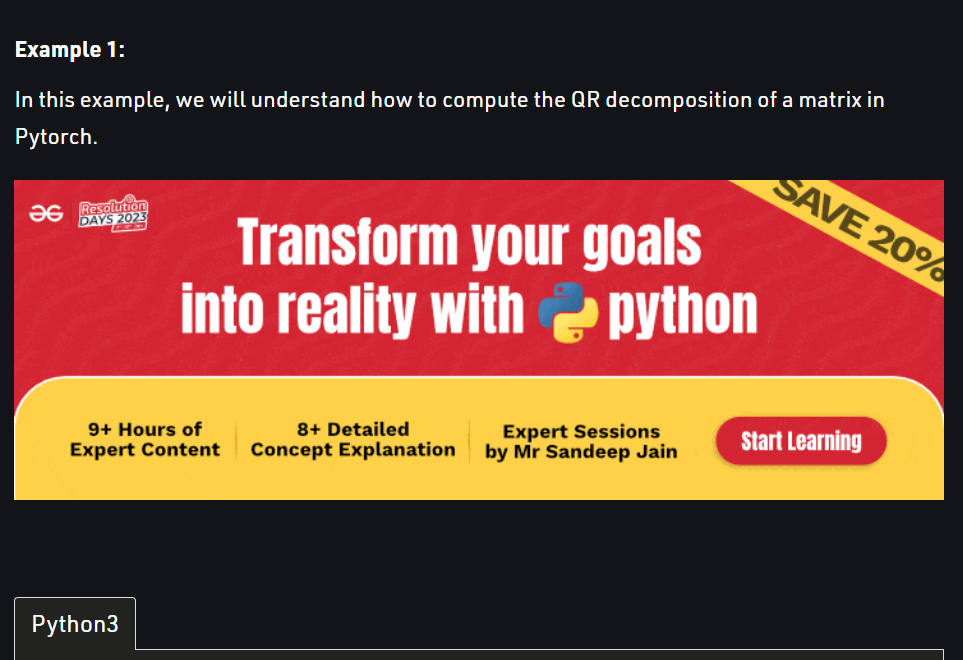 Example 1:
In this example, we will understand how to compute the QR decomposition of a matrix in
Pytorch.
Resolution
DAYS 2023
SAVE 20%
Transform your goals
into reality with python
9+ Hours of
Expert Content
8+ Detailed
Concept Explanation
Expert Sessions
by Mr Sandeep Jain
Start Learning
Python3